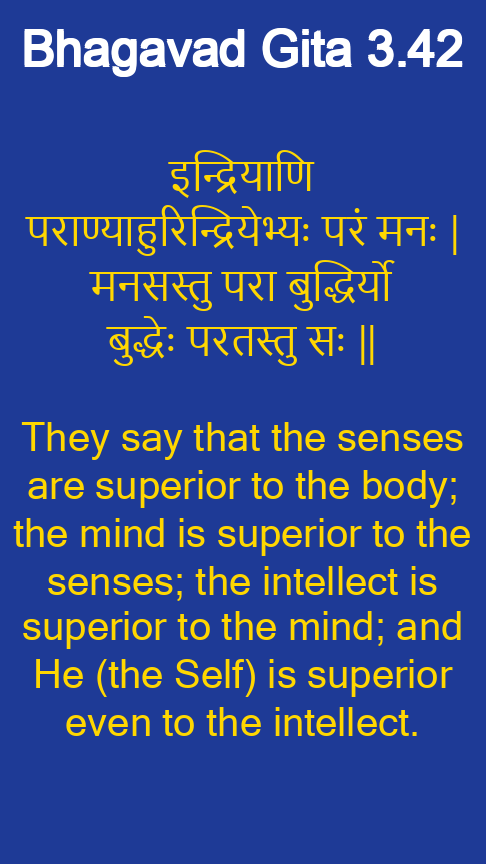 Bhagavad Gita 3.42
इन्द्रियाणि
पराण्याहुरिन्द्रियेभ्यः परं मनः |
मनसस्तु परा बुद्धिर्यो
बुद्धेः परतस्तु सः ||
They say that the senses
are superior to the body;
the mind is superior to the
senses; the intellect is
superior to the mind; and
He (the Self) is superior
even to the intellect.